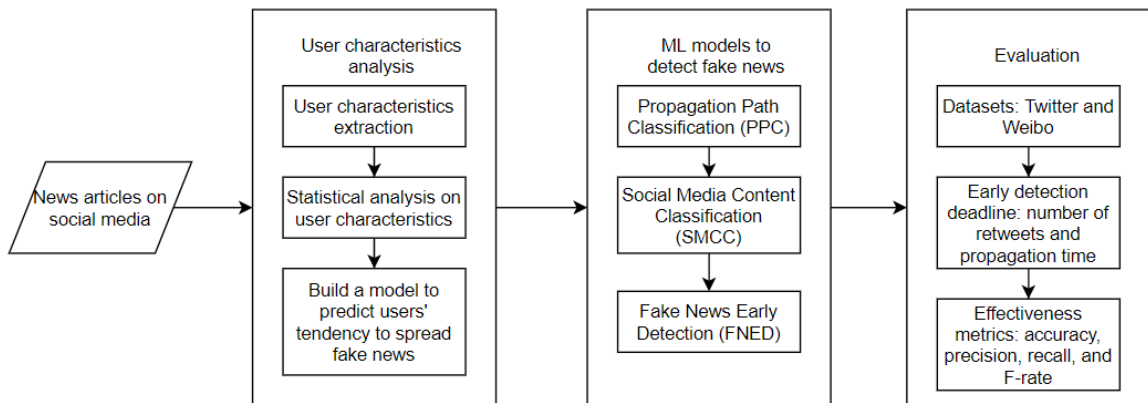 News articles on
social media
User characteristics
analysis
User characteristics
extraction
Statistical analysis on
user characteristics
Build a model to
predict users'
tendency to spread
fake news
ML models to
detect fake news
Propagation Path
Classification (PPC)
Social Media Content
Classification
(SMCC)
Fake News Early
Detection (FNED)
Evaluation
Datasets: Twitter and
Weibo
Early detection
deadline: number of
retweets and
propagation time
Effectiveness
metrics: accuracy,
precision, recall, and
F-rate